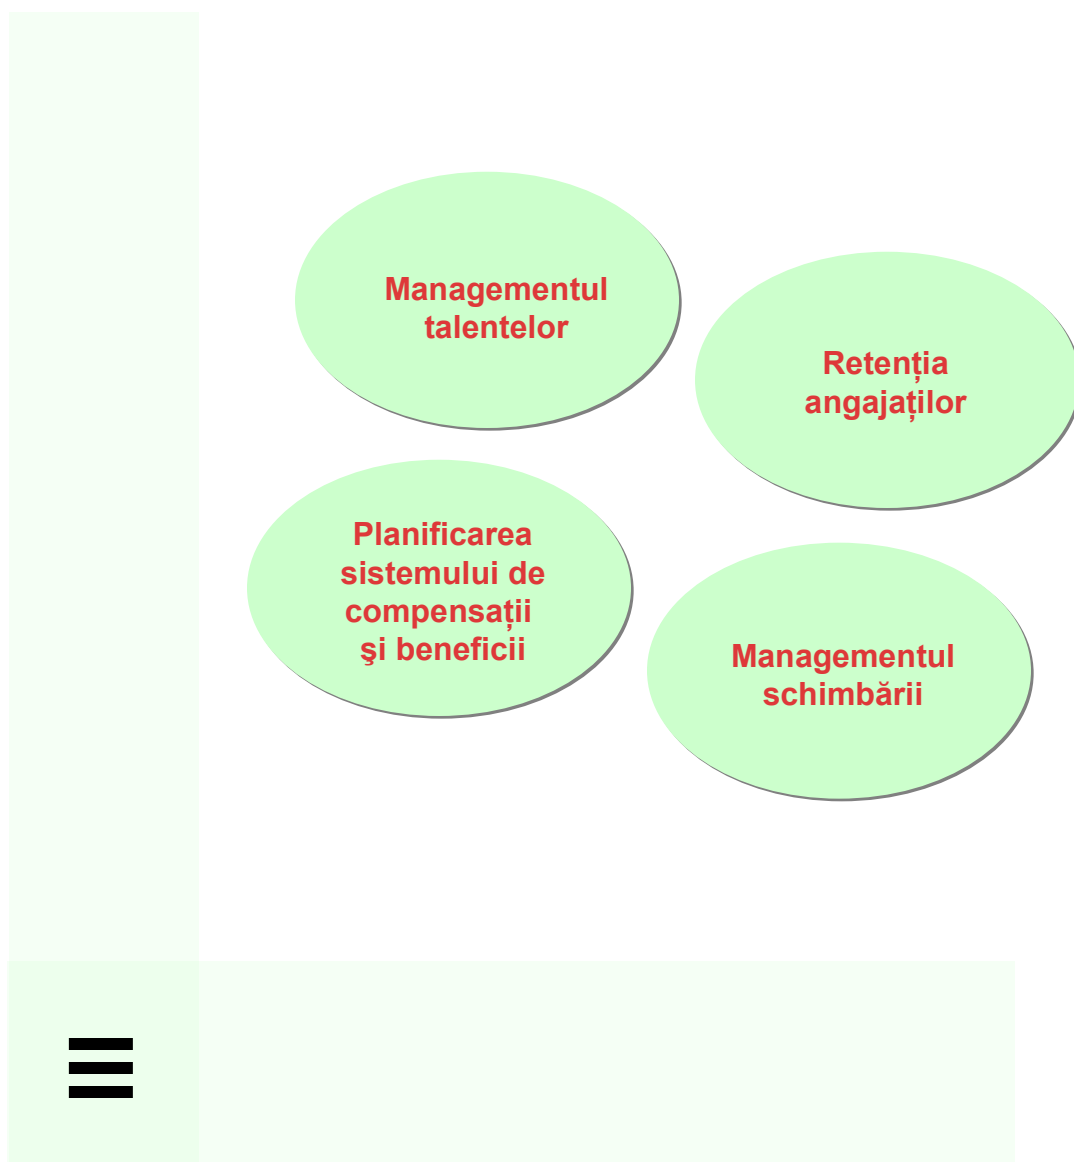 Managementul
talentelor
Retenția
angajaților
Planificarea
sistemului de
compensații
şi beneficii
Managementul
schimbării